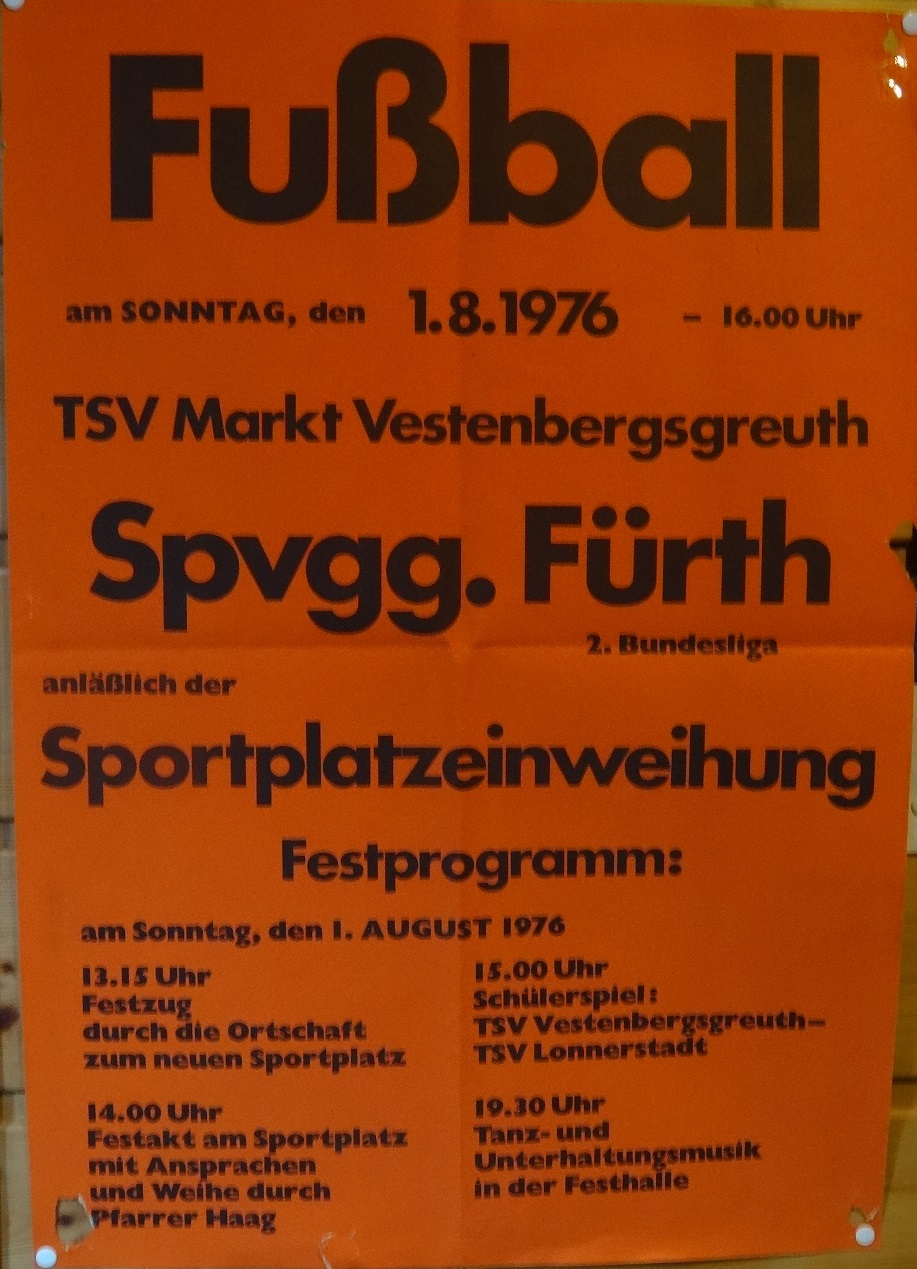 Fußball
am SONNTAG, den 1.8.1976 – 16.00 Uhr
TSV Markt Vestenbergsgreuth
Spvgg. Fürth
2. Bundesliga
anläßlich der
Sportplatzeinweihung
Festprogramm:
am Sonntag, den 1. AUGUST 1976
13.15 Uhr
Festzug
durch die Ortschaft
zum neuen Sportplatz
14.00 Uhr
Festakt am Sportplatz
mit Ansprachen
und Weihe durch
Pfarrer Haag
15.00 Uhr
Schülerspiel:
TSV Vestenbergsgreuth–
TSV Lonnerstadt
19.30 Uhr
Tanz- und
Unterhaltungsmusik
in der Festhalle